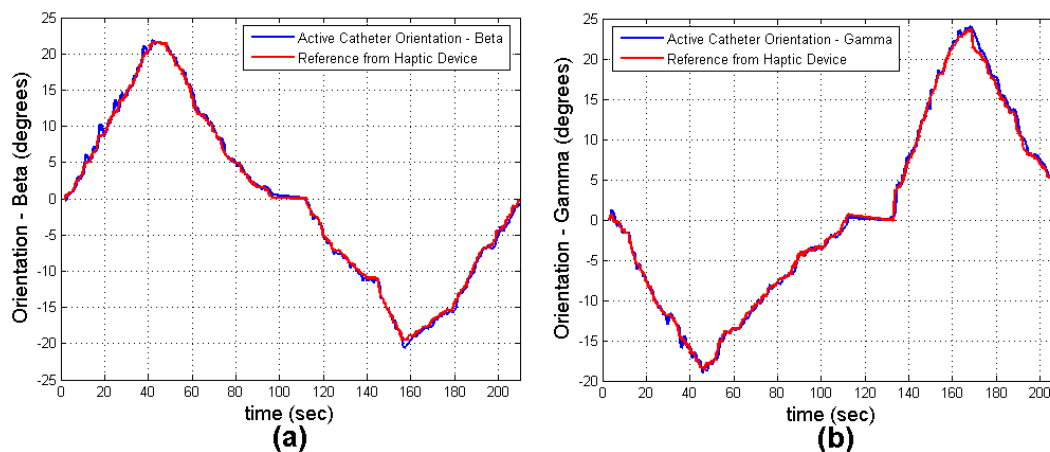 Orientation - Beta (degrees)
25
20
15
10
5
0
-5
-10
-15
-20
-25
Active Catheter Orientation - Beta
Reference from Haptic Device
0 20 40 60 80 100 120 140 160 180 200
time (sec)
(a)
Orientation - Gamma (degrees)
25
20
15
10
5
0
-5
-10
-15
-20
Active Catheter Orientation - Gamma
Reference from Haptic Device
0 20 40 60 80 100 120 140 160 180 200
time (sec)
(b)